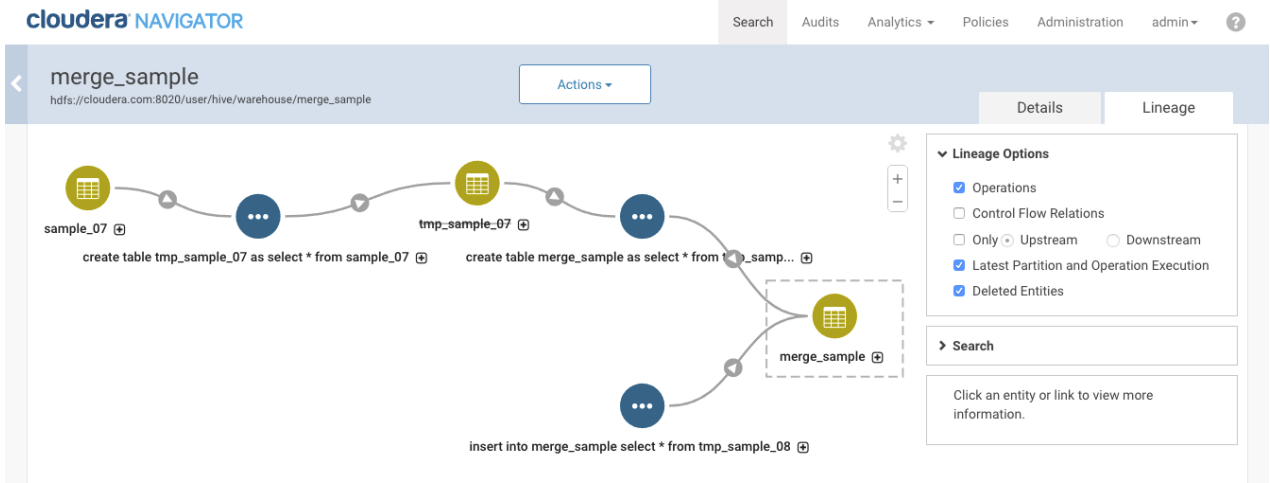 cloudera NAVIGATOR
Search Audits Analytics Policies Administration admin ?
merge_sample
hdfs://cloudera.com:8020/user/hive/warehouse/merge_sample
Actions
Details Lineage
sample_07
create table tmp_sample_07 as select * from sample_07
tmp_sample_07
create table merge_sample as select * from tmp_samp...
merge_sample
insert into merge_sample select * from tmp_sample_08
+
−
Lineage Options
Operations
Control Flow Relations
Only Upstream Downstream
Latest Partition and Operation Execution
Deleted Entities
Search
Click an entity or link to view more
information.